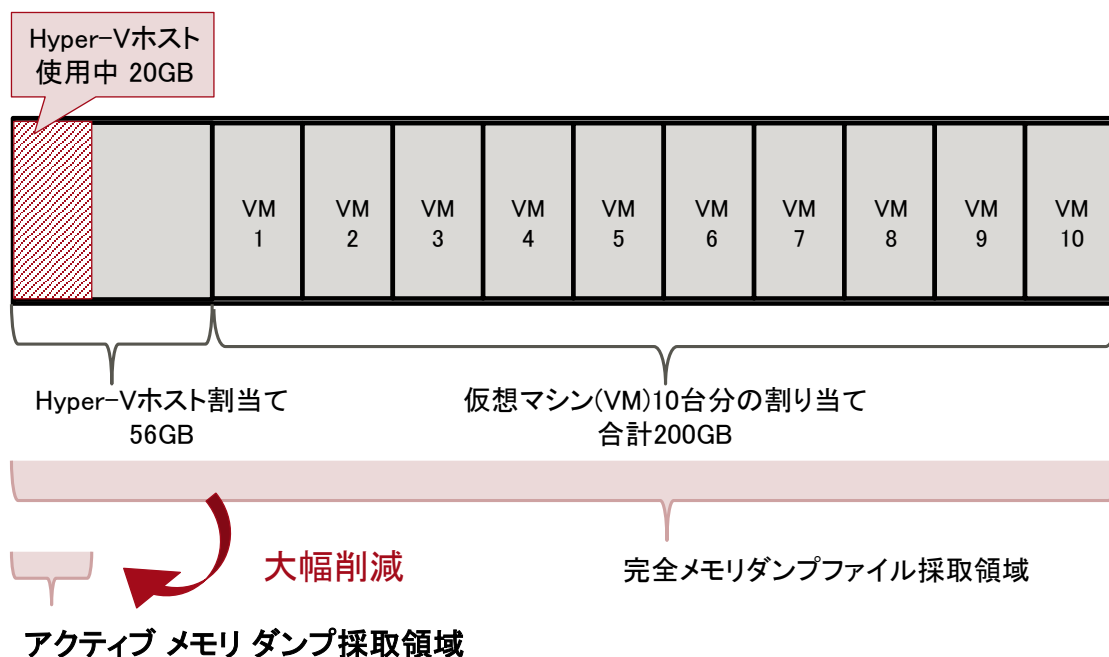 Hyper-Vホスト
使用中 20GB
VM
1
VM
2
VM
3
VM
4
VM
5
VM
6
VM
7
VM
8
VM
9
VM
10
Hyper-Vホスト割当て
56GB
仮想マシン(VM)10台分の割り当て
合計200GB
大幅削減
完全メモリダンプファイル採取領域
アクティブ メモリ ダンプ採取領域